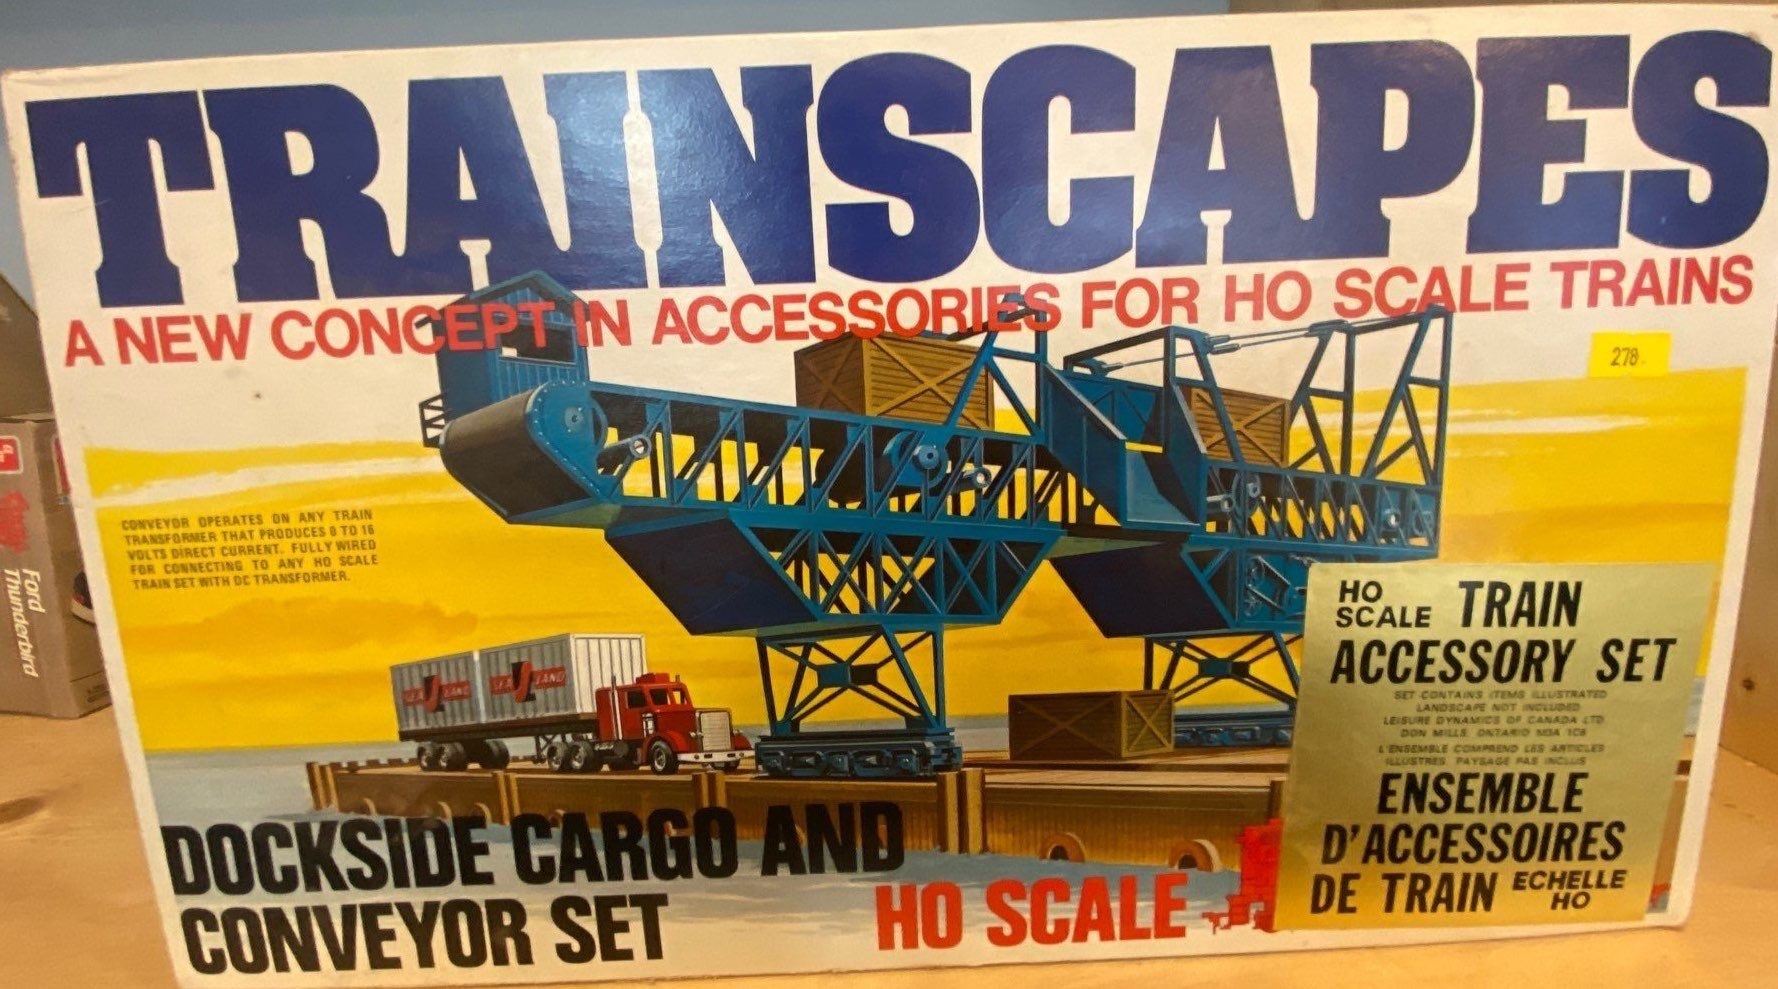 TRAINSCAPES
A NEW CONCEPT IN ACCESSORIES FOR HO SCALE TRAINS
278
CONVEYOR OPERATES ON ANY TRAIN
TRANSFORMER THAT PRODUCES 8 TO 16
VOLTS DIRECT CURRENT. FULLY WIRED
FOR CONNECTING TO ANY HO SCALE
TRAIN SET WITH DC TRANSFORMER.
Ford
Thunderbird
LAND
LAND
HO
SCALE TRAIN
ACCESSORY SET
SET CONTAINS ITEMS ILLUSTRATED
LANDSCAPE NOT INCLUDED
LEISURE DYNAMICS OF CANADA LTD
DON MILLS, ONTARIO M3A 1C6
L'ENSEMBLE COMPREND LES ARTICLES
ILLUSTRES. PAYSAGE PAS INCLUS
ENSEMBLE
D'ACCESSOIRES
DE TRAIN ECHELLE
HO
DOCKSIDE CARGO AND
CONVEYOR SET
HO SCALE